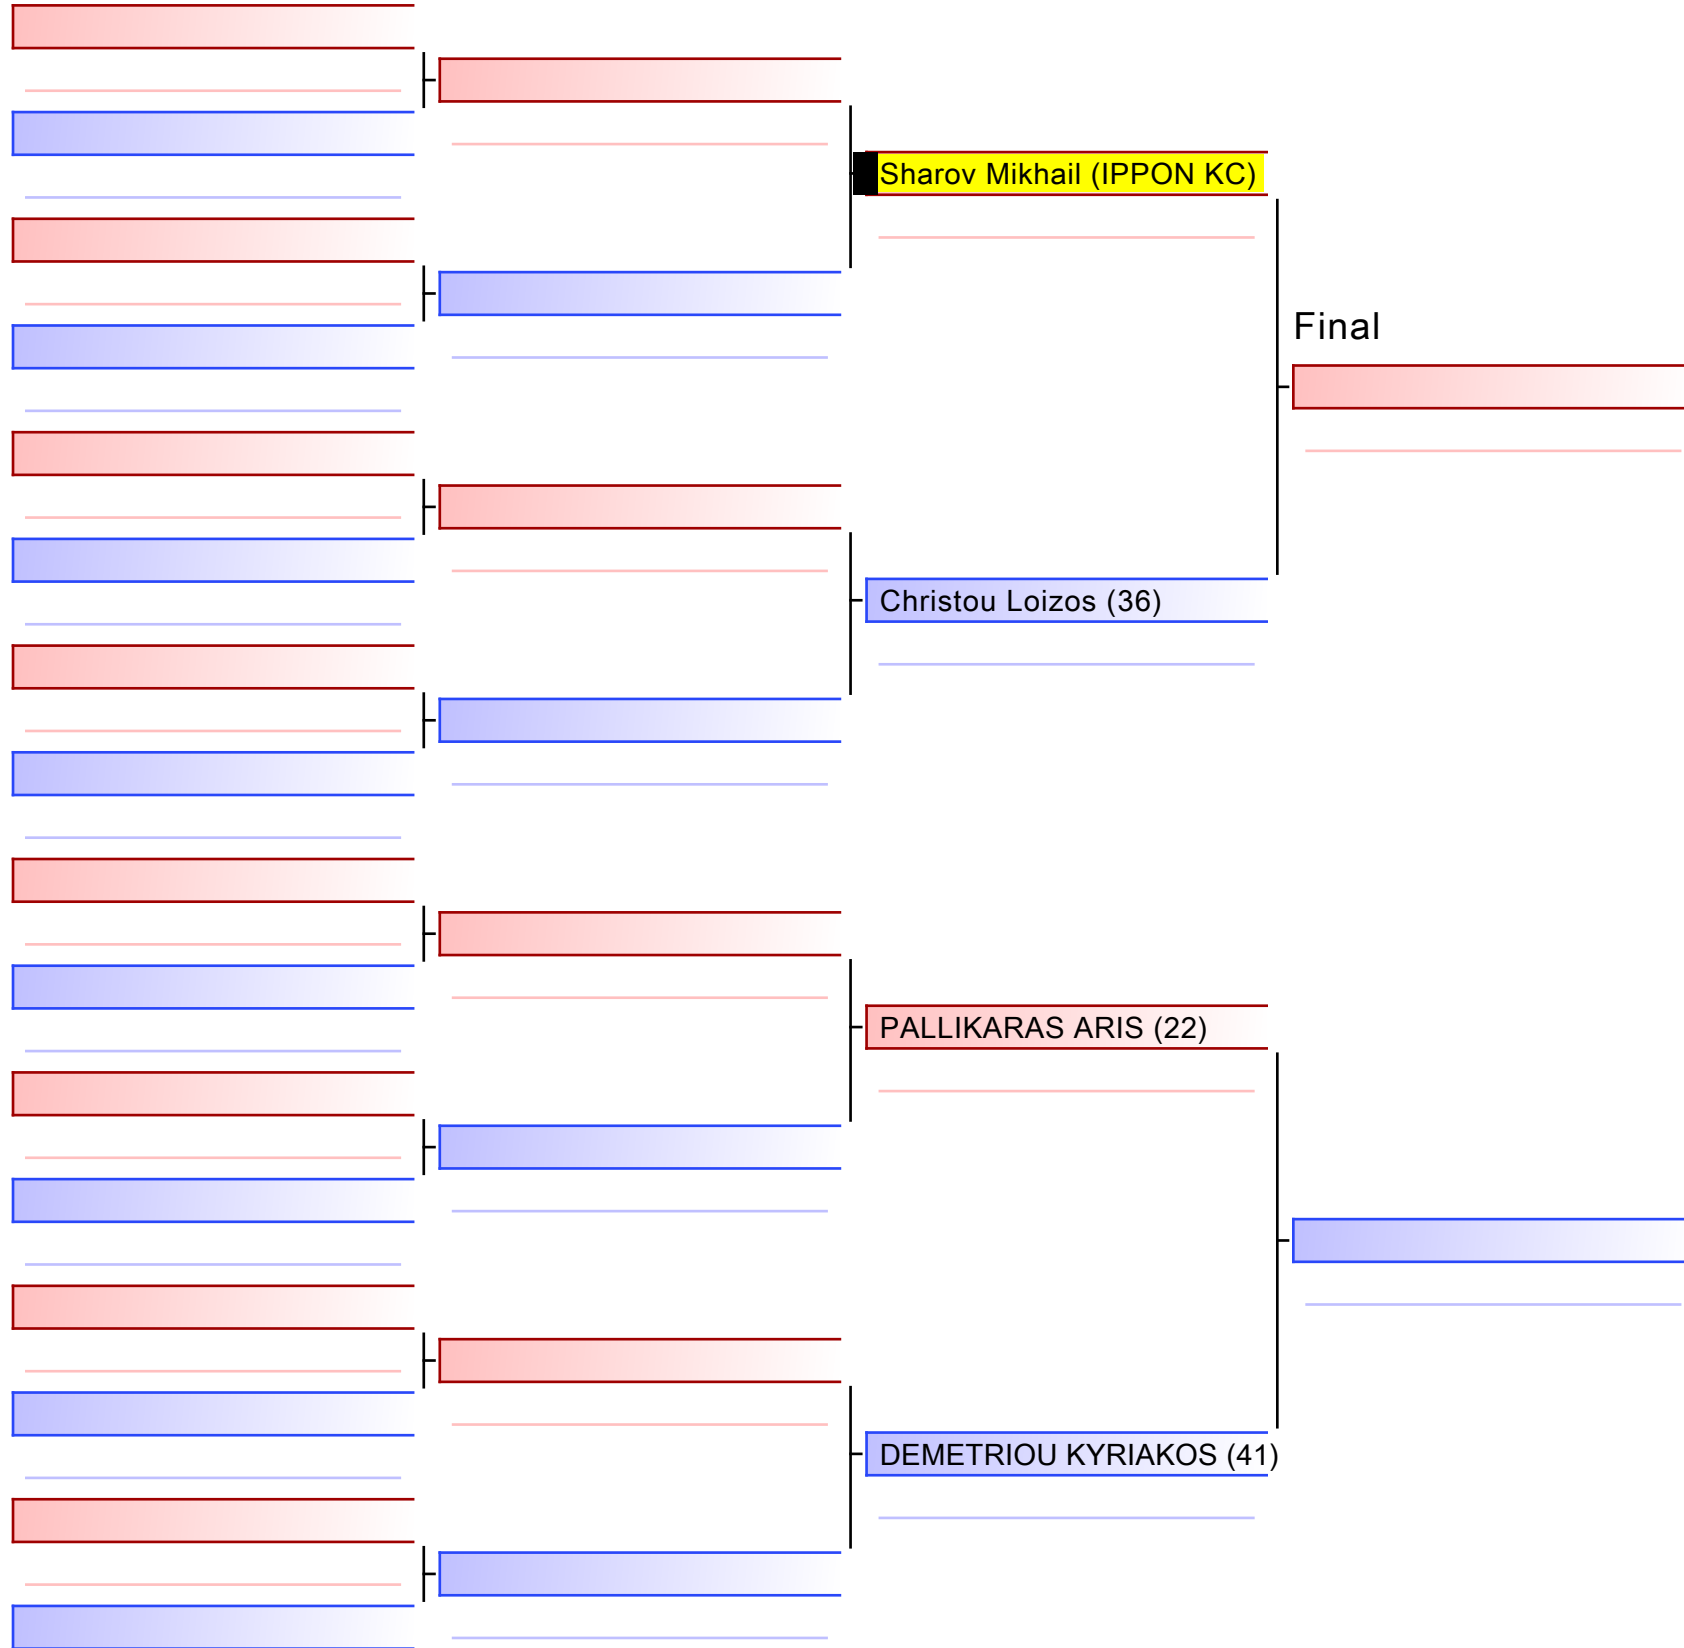 Sharov Mikhail (IPPON KC)
Final
Christou Loizos (36)
PALLIKARAS ARIS (22)
DEMETRIOU KYRIAKOS (41)